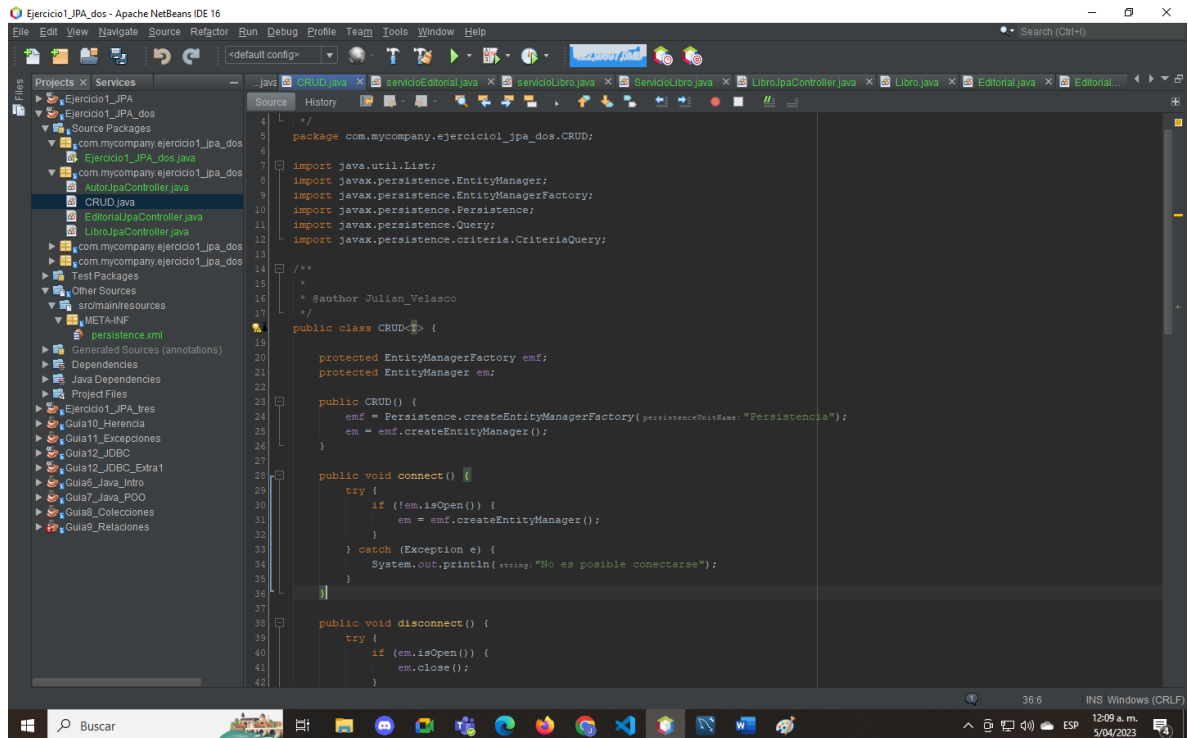 Ejercicio1_JPA_dos - Apache NetBeans IDE 16
File Edit View Navigate Source Refactor Run Debug Profile Team Tools Window Help
Search (Ctrl+I)
<default config>
Files
Projects × Services
...java CRUD.java × servicioEditorial.java × servicioLibro.java × ServicioLibro.java × LibroJpaController.java × Libro.java × Editorial.java × Editorial...
Source History
Ejercicio1_JPA
Ejercicio1_JPA_dos
Source Packages
com.mycompany.ejercicio1_jpa_dos
Ejercicio1_JPA_dos.java
com.mycompany.ejercicio1_jpa_dos
AutorJpaController.java
CRUD.java
EditorialJpaController.java
LibroJpaController.java
com.mycompany.ejercicio1_jpa_dos
com.mycompany.ejercicio1_jpa_dos
Test Packages
Other Sources
src/main/resources
META-INF
persistence.xml
Generated Sources (annotations)
Dependencies
Java Dependencies
Project Files
Ejercicio1_JPA_tres
Guia10_Herencia
Guia11_Excepciones
Guia12_JDBC
Guia12_JDBC_Extra1
Guia6_Java_Intro
Guia7_Java_POO
Guia8_Colecciones
Guia9_Relaciones
4 */
5 package com.mycompany.ejercicio1_jpa_dos.CRUD;
6
7 import java.util.List;
8 import javax.persistence.EntityManager;
9 import javax.persistence.EntityManagerFactory;
10 import javax.persistence.Persistence;
11 import javax.persistence.Query;
12 import javax.persistence.criteria.CriteriaQuery;
13
14 /**
15 *
16 * @author Julian_Velasco
17 */
public class CRUD<T> {
19
20 protected EntityManagerFactory emf;
21 protected EntityManager em;
22
23 public CRUD() {
24 emf = Persistence.createEntityManagerFactory(persistenceUnitName: "Persistencia");
25 em = emf.createEntityManager();
26 }
27
28 public void connect() {
29 try {
30 if (!em.isOpen()) {
31 em = emf.createEntityManager();
32 }
33 } catch (Exception e) {
34 System.out.println(string: "No es posible conectarse");
35 }
36 }
37
38 public void disconnect() {
39 try {
40 if (em.isOpen()) {
41 em.close();
42 }
1 36:6 INS Windows (CRLF)
Buscar
ESP
12:09 a. m.
5/04/2023
4